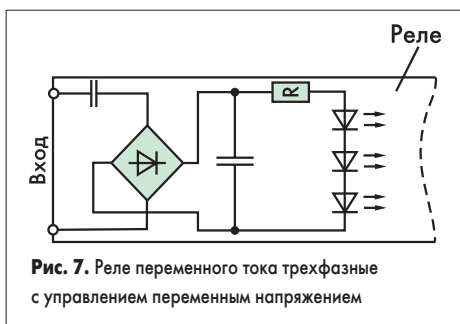 Реле
R
Вход
Рис. 7. Реле переменного тока трехфазные
с управлением переменным напряжением